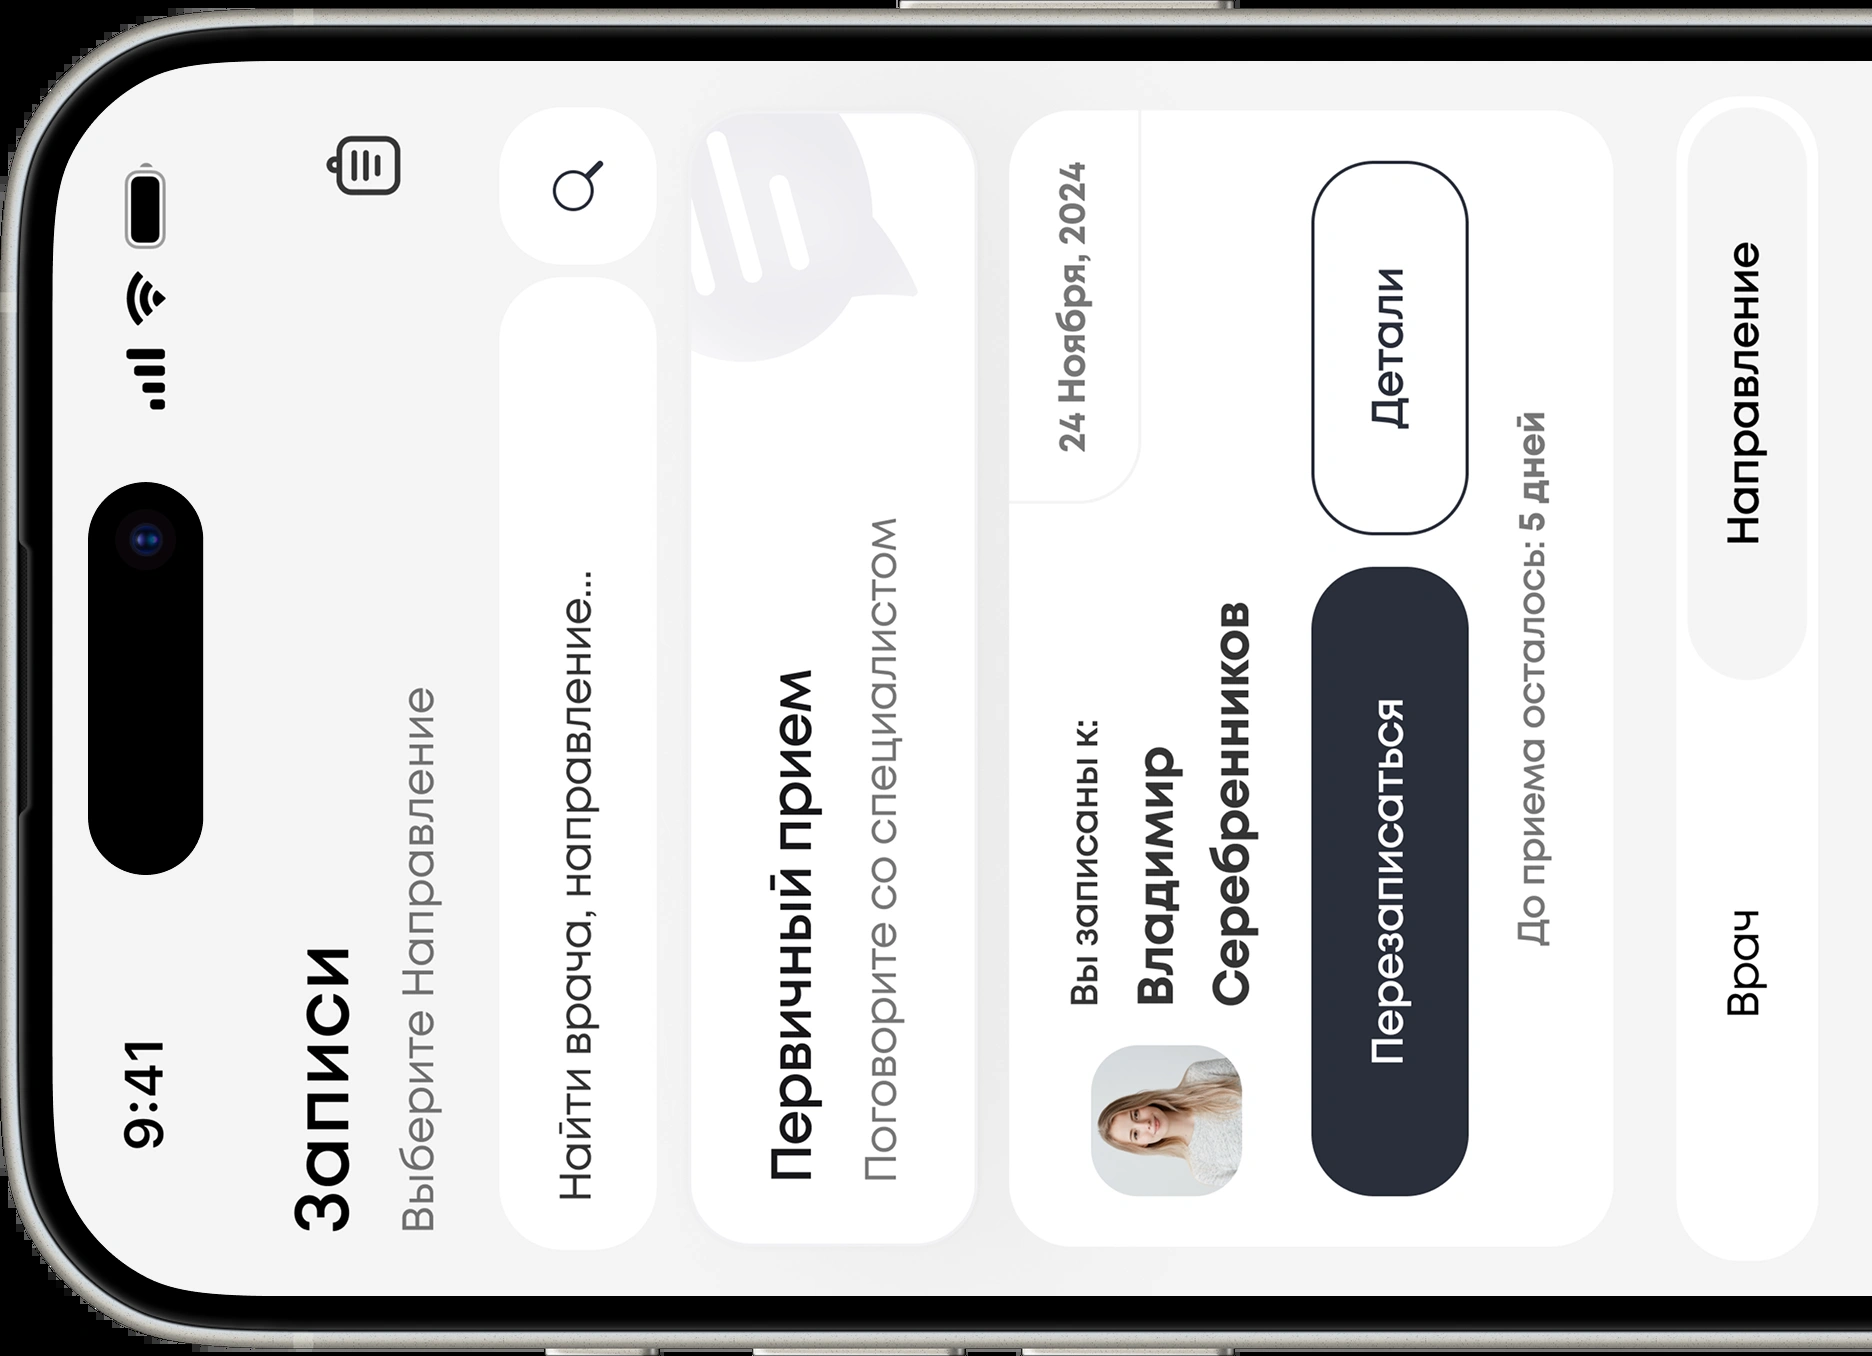 9:41
Записи
Выберите Направление
Найти врача, направление...
Первичный прием
Поговорите со специалистом
24 Ноября, 2024
Вы записаны к:
Владимир
Серебренников
Перезаписаться
Детали
До приема осталось: 5 дней
Врач
Направление